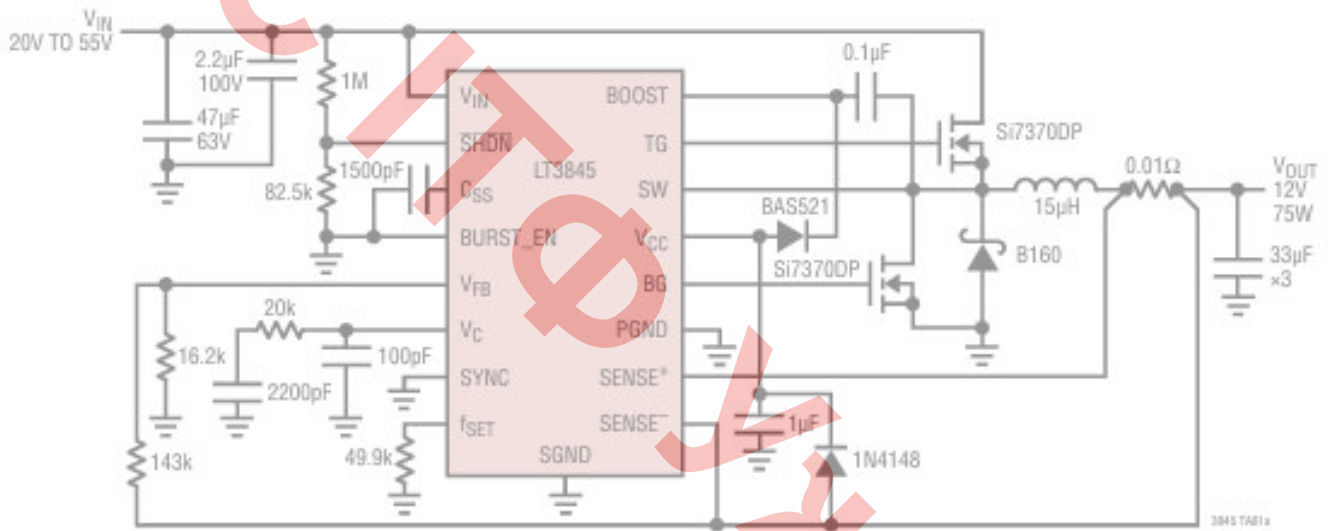 VIN
20V TO 55V
2.2µF
100V
47µF
63V
1M
82.5k
1500pF
VIN
SHDN
CSS
BURST_EN
VFB
VC
SYNC
fSET
LT3845
SGND
BOOST
TG
SW
VCC
BG
PGND
SENSE+
SENSE−
0.1µF
Si7370DP
BAS521
Si7370DP
15µH
0.01Ω
B160
VOUT
12V
75W
33µF
×3
16.2k
143k
20k
2200pF
100pF
49.9k
1µF
1N4148
3845 TA01a